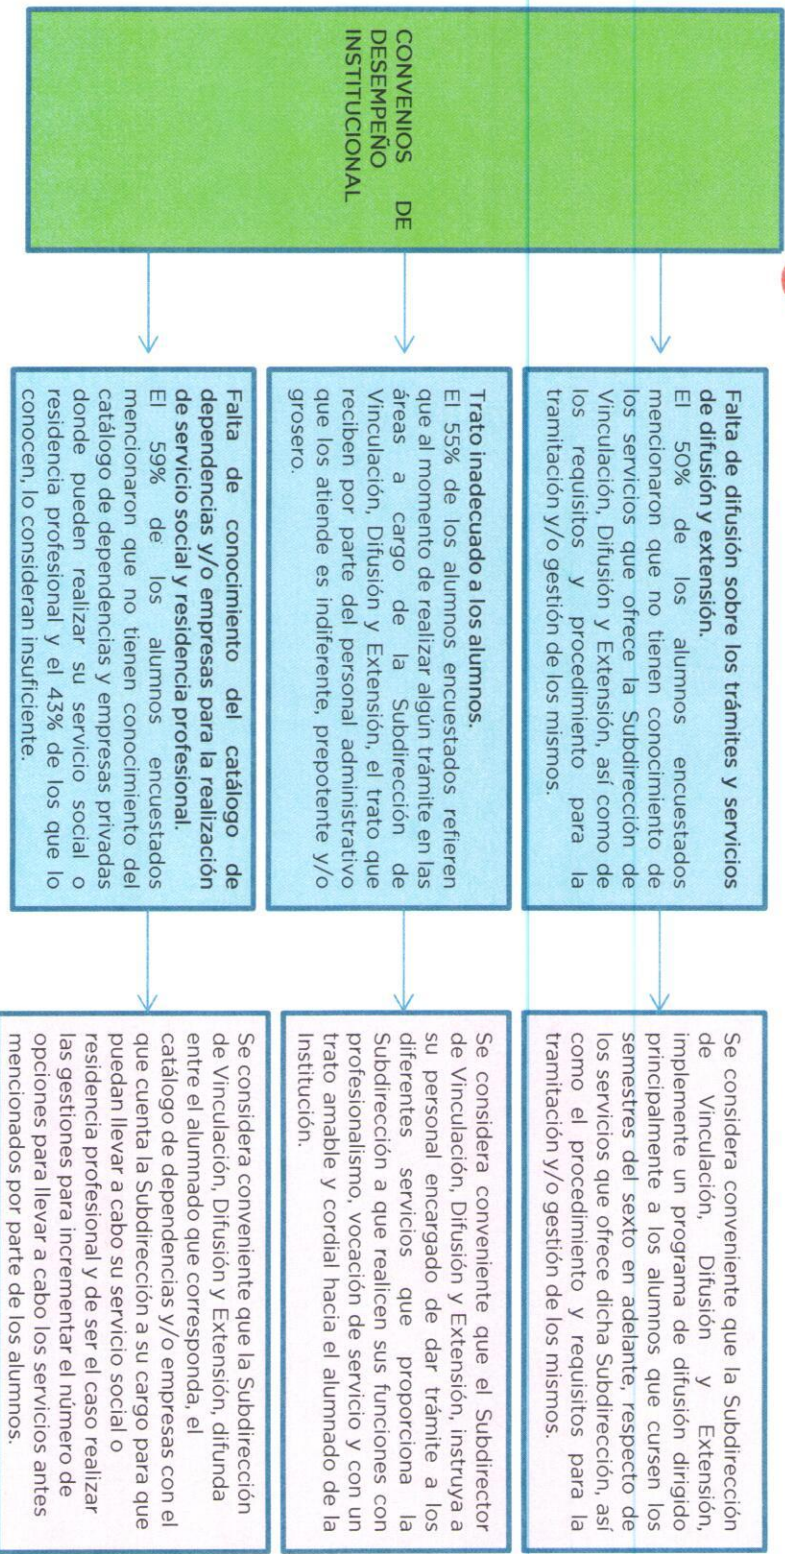 CONVENIOS DE
DESEMPEÑO
INSTITUCIONAL
Falta de difusión sobre los trámites y servicios
de difusión y extensión.
El 50% de los alumnos encuestados
mencionaron que no tienen conocimiento de
los servicios que ofrece la Subdirección de
Vinculación, Difusión y Extensión, así como de
los requisitos y procedimiento para la
tramitación y/o gestión de los mismos.
Se considera conveniente que la Subdirección
de Vinculación, Difusión y Extensión,
implemente un programa de difusión dirigido
principalmente a los alumnos que cursen los
semestres del sexto en adelante, respecto de
los servicios que ofrece dicha Subdirección, así
como el procedimiento y requisitos para la
tramitación y/o gestión de los mismos.
Trato inadecuado a los alumnos.
El 55% de los alumnos encuestados refieren
que al momento de realizar algún trámite en las
áreas a cargo de la Subdirección de
Vinculación, Difusión y Extensión, el trato que
reciben por parte del personal administrativo
que los atiende es indiferente, prepotente y/o
grosero.
Se considera conveniente que el Subdirector
de Vinculación, Difusión y Extensión, instruya a
su personal encargado de dar trámite a los
diferentes servicios que proporciona la
Subdirección a que realicen sus funciones con
profesionalismo, vocación de servicio y con un
trato amable y cordial hacia el alumnado de la
Institución.
Falta de conocimiento del catálogo de
dependencias y/o empresas para la realización
de servicio social y residencia profesional.
El 59% de los alumnos encuestados
mencionaron que no tienen conocimiento del
catálogo de dependencias y empresas privadas
donde pueden realizar su servicio social o
residencia profesional y el 43% de los que lo
conocen, lo consideran insuficiente.
Se considera conveniente que la Subdirección
de Vinculación, Difusión y Extensión, difunda
entre el alumnado que corresponda, el
catálogo de dependencias y/o empresas con el
que cuenta la Subdirección a su cargo para que
puedan llevar a cabo su servicio social o
residencia profesional y de ser el caso realizar
las gestiones para incrementar el número de
opciones para llevar a cabo los servicios antes
mencionados por parte de los alumnos.